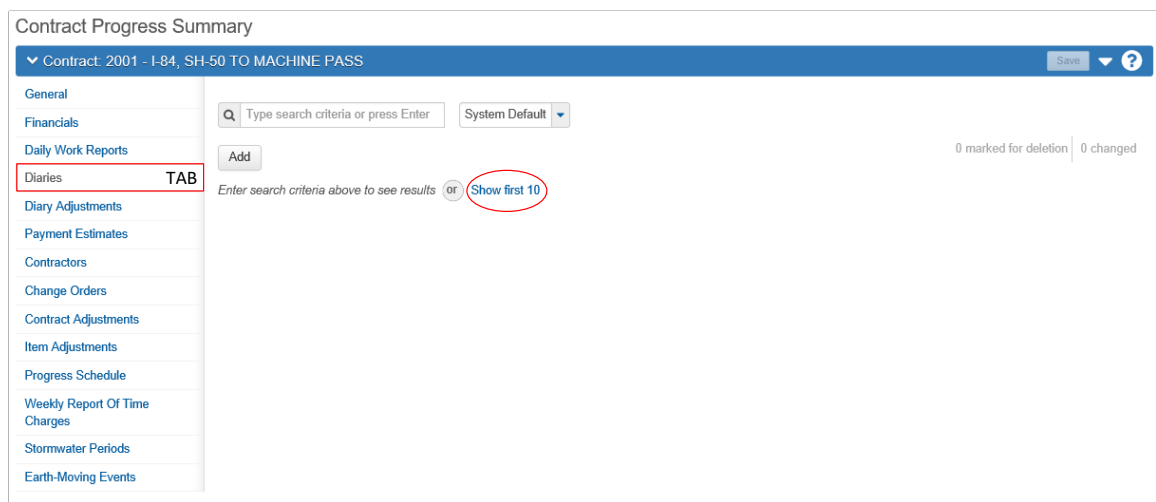 Contract Progress Summary
Contract: 2001 - I-84, SH-50 TO MACHINE PASS
Save
?
General
Financials
Daily Work Reports
Diaries TAB
Diary Adjustments
Payment Estimates
Contractors
Change Orders
Contract Adjustments
Item Adjustments
Progress Schedule
Weekly Report Of Time
Charges
Stormwater Periods
Earth-Moving Events
Type search criteria or press Enter
System Default
Add
0 marked for deletion
0 changed
Enter search criteria above to see results or Show first 10